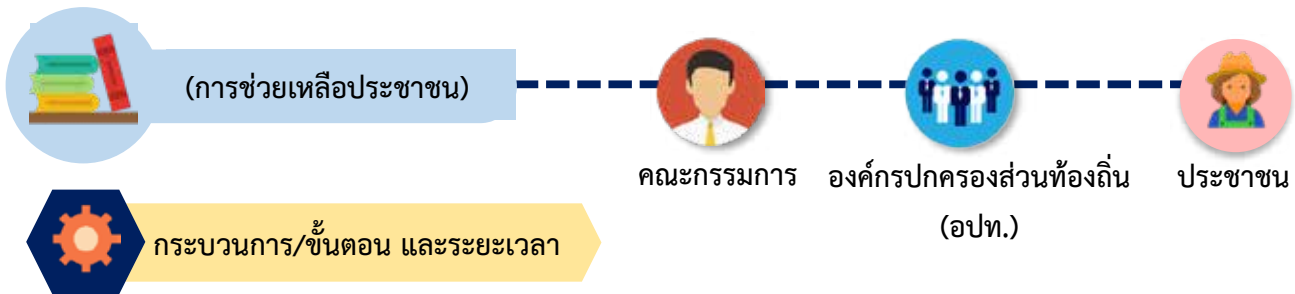 (การช่วยเหลือประชาชน)
คณะกรรมการ
องค์กรปกครองส่วนท้องถิ่น
(อปท.)
ประชาชน
กระบวนการ/ขั้นตอน และระยะเวลา